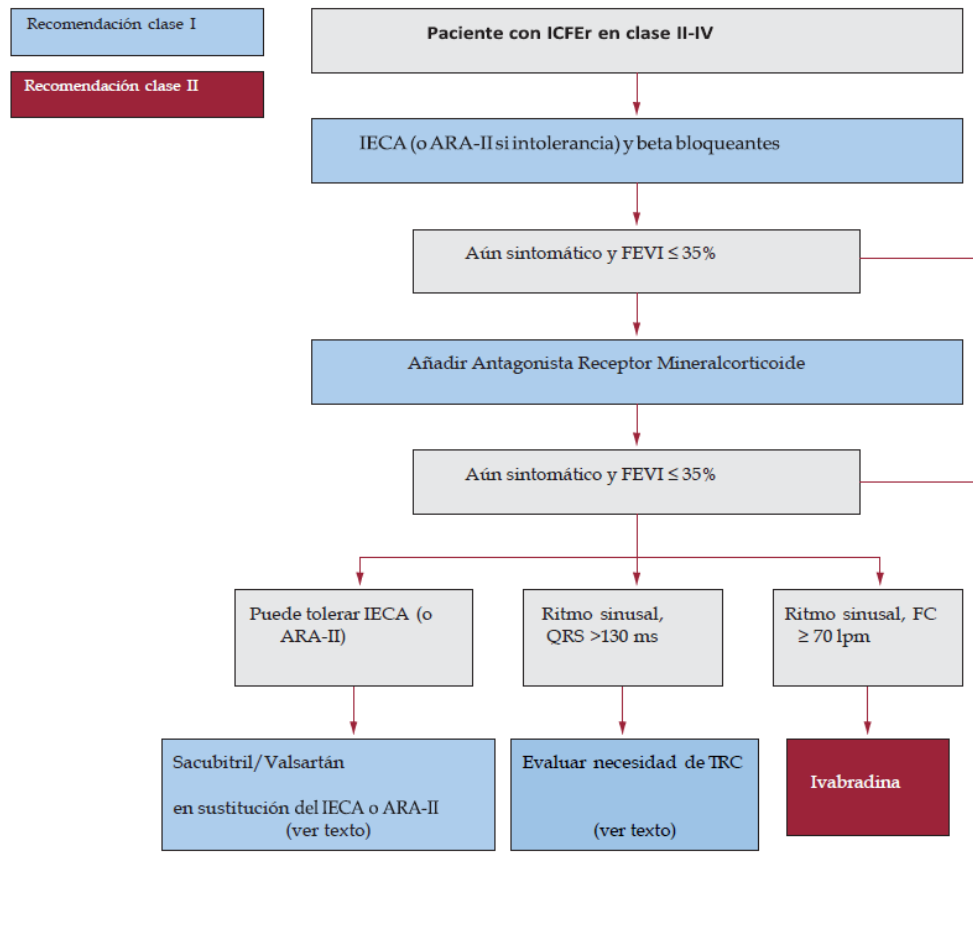 Recomendación clase I
Recomendación clase II
Paciente con ICFEr en clase II-IV
IECA (o ARA-II si intolerancia) y beta bloqueantes
Aún sintomático y FEVI ≤ 35%
Añadir Antagonista Receptor Mineralcorticoide
Aún sintomático y FEVI ≤ 35%
Puede tolerar IECA (o
ARA-II)
Ritmo sinusal,
QRS >130 ms
Ritmo sinusal, FC
≥ 70 lpm
Sacubitril/Valsartán
en sustitución del IECA o ARA-II
(ver texto)
Evaluar necesidad de TRC
(ver texto)
Ivabradina